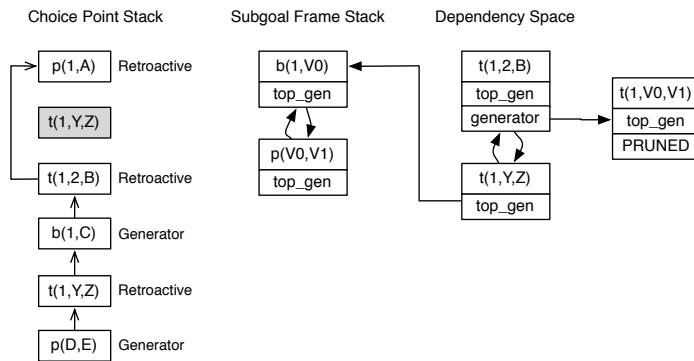 Choice Point Stack
p(1,A) Retroactive
t(1,Y,Z)
t(1,2,B) Retroactive
b(1,C) Generator
t(1,Y,Z) Retroactive
p(D,E) Generator
Subgoal Frame Stack
b(1,V0)
top_gen
p(V0,V1)
top_gen
Dependency Space
t(1,2,B)
top_gen
generator
t(1,Y,Z)
top_gen
t(1,V0,V1)
top_gen
PRUNED